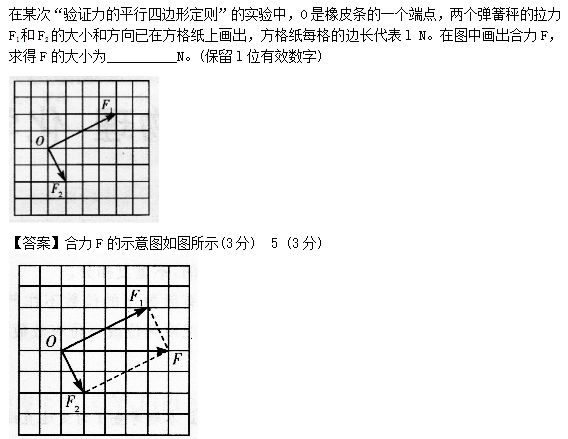 在某次“验证力的平行四边形定则”的实验中，O是橡皮条的一个端点，两个弹簧秤的拉力
F₁和F₂的大小和方向已在方格纸上画出，方格纸每格的边长代表1 N。在图中画出合力F，
求得F的大小为__________N。(保留1位有效数字)
F₁
O
F₂
【答案】合力F的示意图如图所示(3分) 5 (3分)
F₁
O
F
F₂